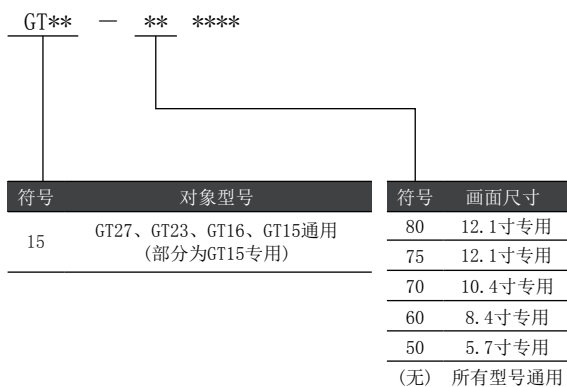 GT** － ** ****
符号 对象型号
15 GT27、GT23、GT16、GT15通用
(部分为GT15专用)
符号 画面尺寸
80 12.1寸专用
75 12.1寸专用
70 10.4寸专用
60 8.4寸专用
50 5.7寸专用
(无) 所有型号通用